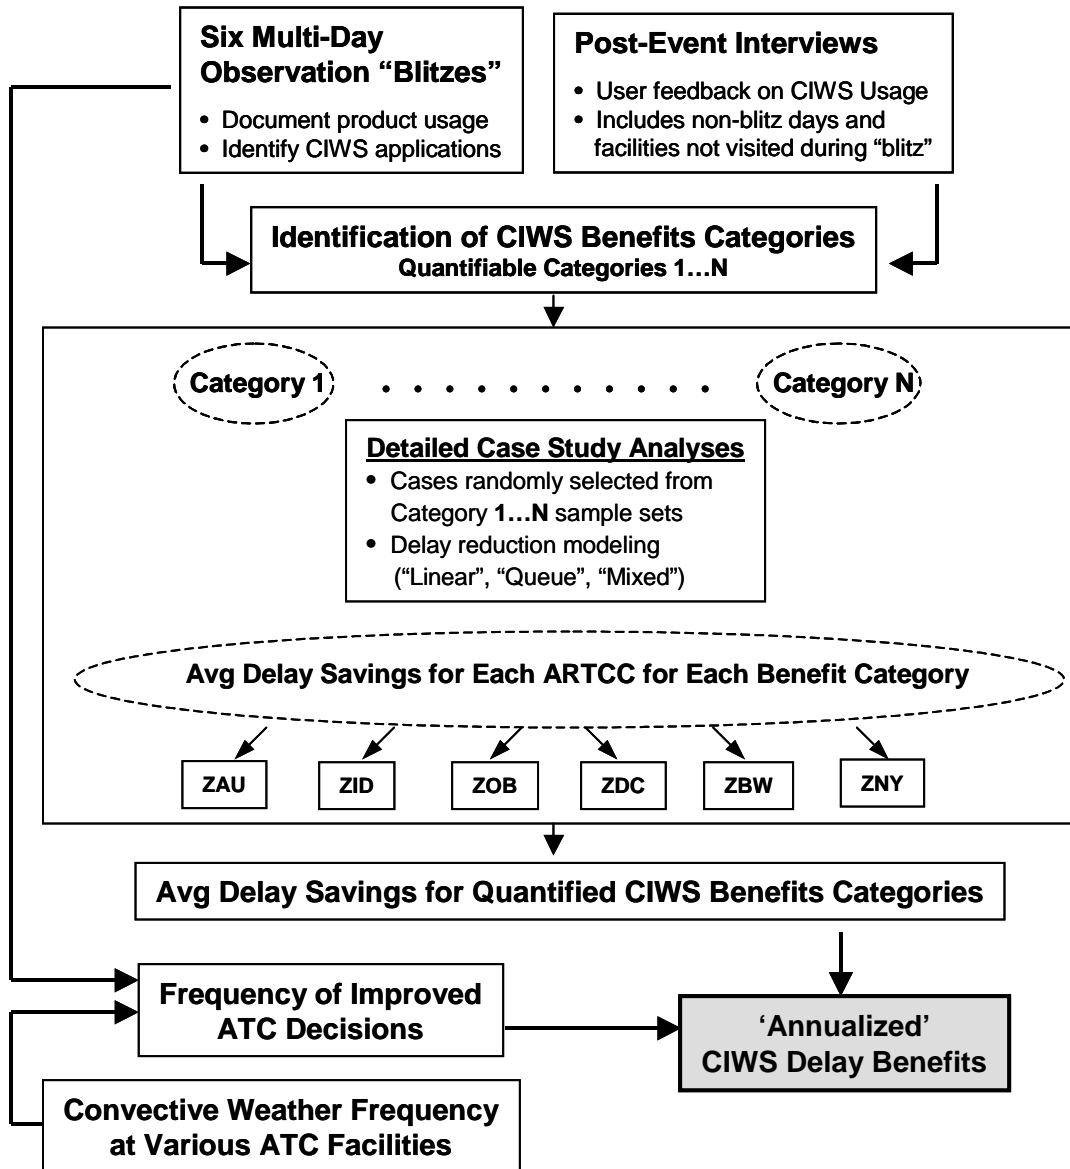 Six Multi-Day
Observation “Blitzes”
• Document product usage
• Identify CIWS applications
Post-Event Interviews
• User feedback on CIWS Usage
• Includes non-blitz days and
facilities not visited during “blitz”
Identification of CIWS Benefits Categories
Quantifiable Categories 1…N
Category 1 . . . . . . . . . . . Category N
Detailed Case Study Analyses
• Cases randomly selected from
Category 1…N sample sets
• Delay reduction modeling
(“Linear”, “Queue”, “Mixed”)
Avg Delay Savings for Each ARTCC for Each Benefit Category
ZAU ZID ZOB ZDC ZBW ZNY
Avg Delay Savings for Quantified CIWS Benefits Categories
Frequency of Improved
ATC Decisions
‘Annualized’
CIWS Delay Benefits
Convective Weather Frequency
at Various ATC Facilities